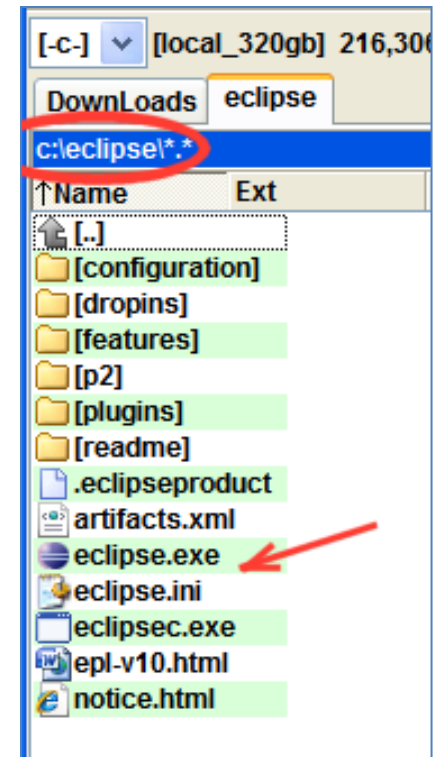 [-c-] [local_320gb] 216,306
DownLoads eclipse
c:\eclipse\*.*
↑Name Ext
[..]
[configuration]
[dropins]
[features]
[p2]
[plugins]
[readme]
.eclipseproduct
artifacts.xml
eclipse.exe
eclipse.ini
eclipsec.exe
epl-v10.html
notice.html